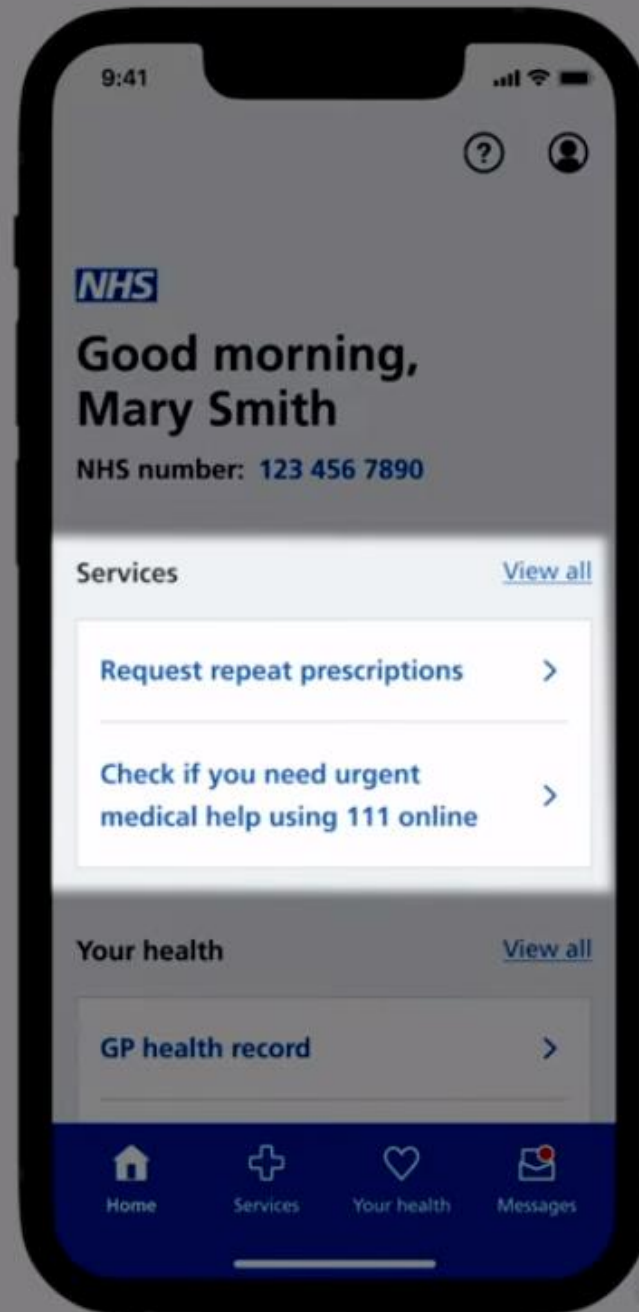 9:41
NHS
Good morning,
Mary Smith
NHS number: 123 456 7890
Services View all
Request repeat prescriptions
Check if you need urgent
medical help using 111 online
Your health View all
GP health record
Home Services Your health Messages